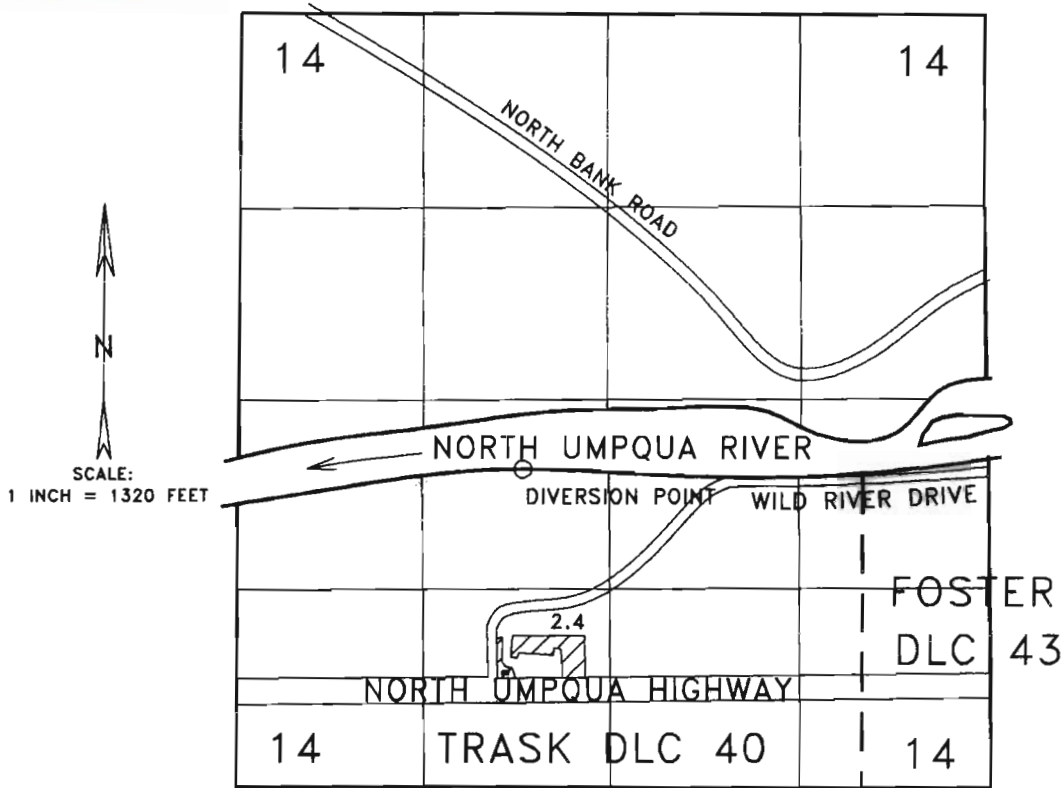 14
14
NORTH BANK ROAD
N
SCALE:
1 INCH = 1320 FEET
NORTH UMPQUA RIVER
DIVERSION POINT
WILD RIVER DRIVE
FOSTER
DLC 43
2.4
NORTH UMPQUA HIGHWAY
14
TRASK DLC 40
14